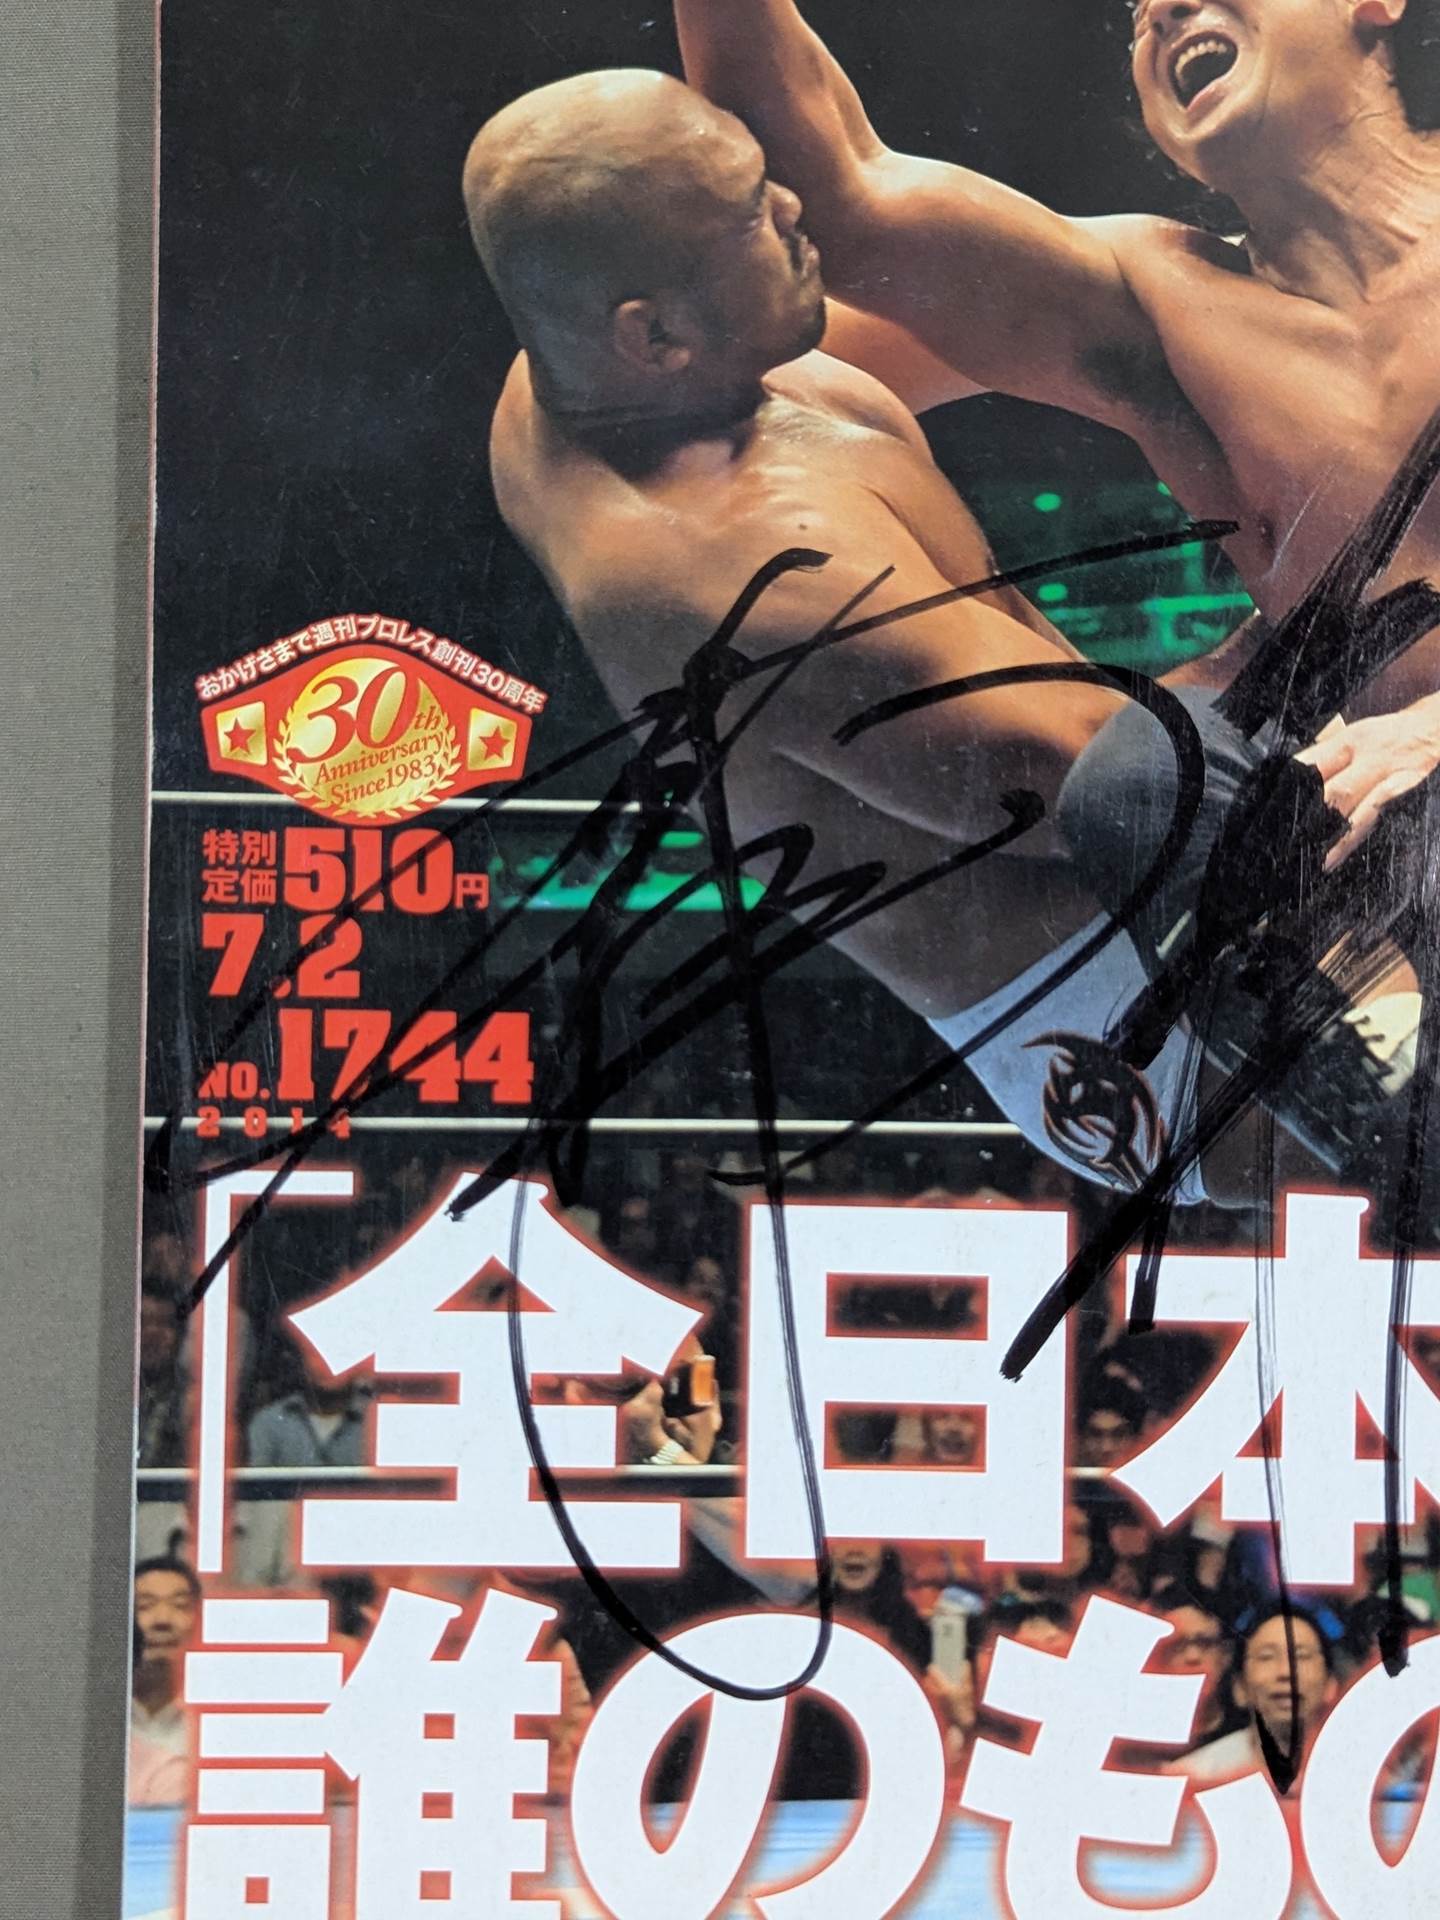 おかげさまで週刊プロレス創刊30周年
30th
Anniversary
Since1983
特別
定価510円
7.2
NO.1744
2014
「全日本
誰のもの